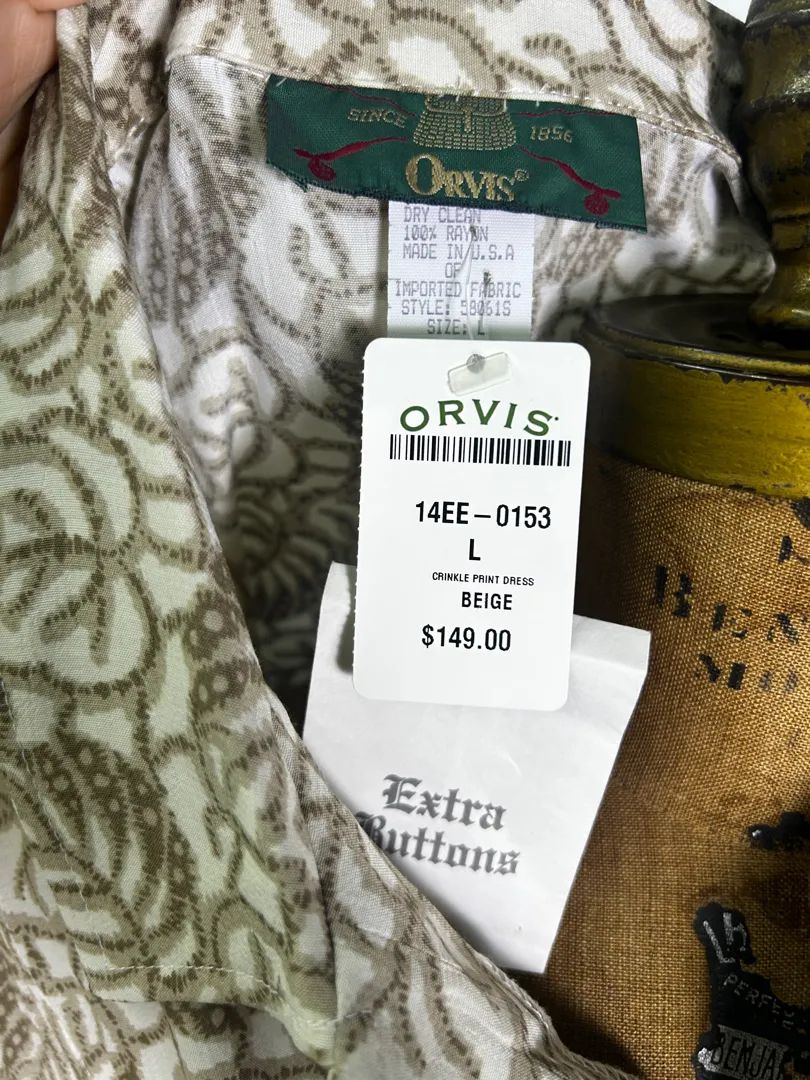 SINCE 1856
ORVIS®
DRY CLEAN
100% RAYON
MADE IN U.S.A
OF
IMPORTED FABRIC
STYLE: 58061S
SIZE: L
ORVIS
14EE–0153
L
CRINKLE PRINT DRESS
BEIGE
$149.00
Extra
Buttons